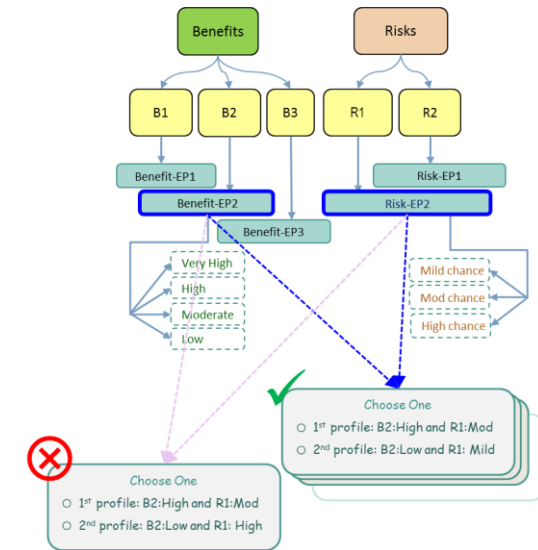 Benefits
Risks
B1
B2
B3
R1
R2
Benefit-EP1
Risk-EP1
Benefit-EP2
Risk-EP2
Benefit-EP3
Very High
High
Moderate
Low
Mild chance
Mod chance
High chance
Choose One
1st profile: B2:High and R1:Mod
2nd profile: B2:Low and R1: Mild
Choose One
1st profile: B2:High and R1:Mod
2nd profile: B2:Low and R1: High